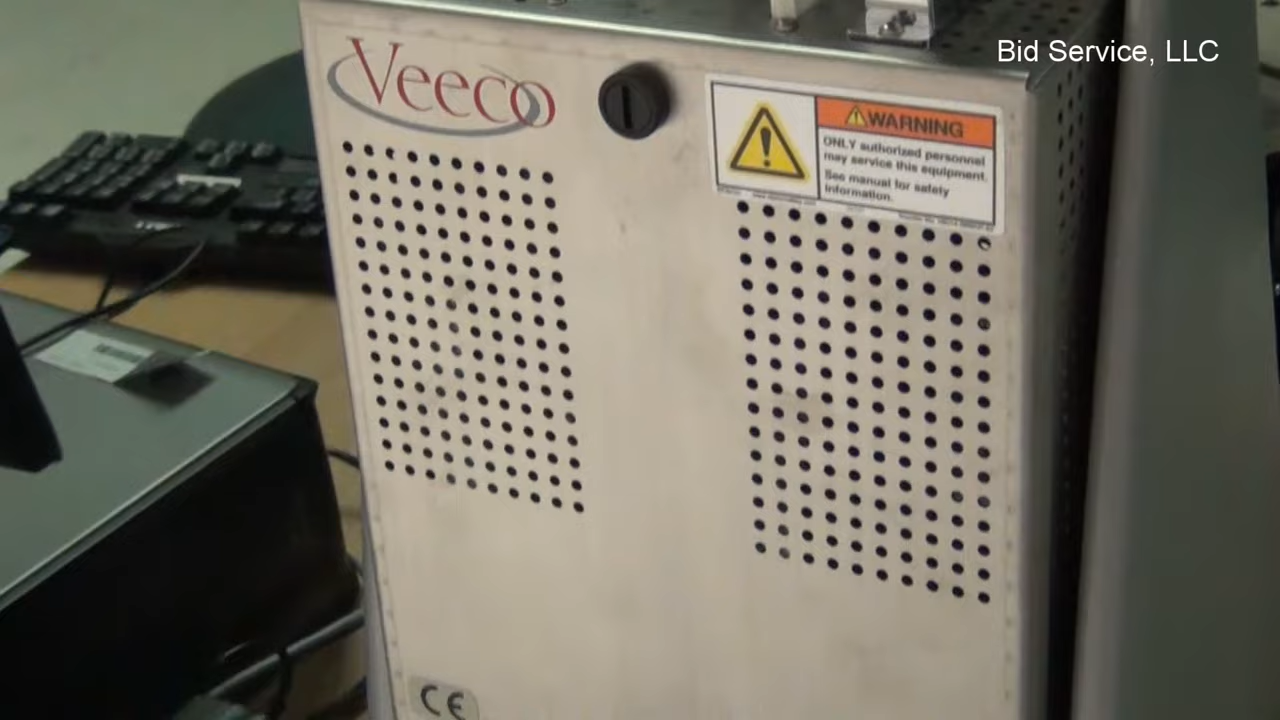 Bid Service, LLC
Veeco
WARNING
ONLY authorized personnel
may service this equipment.
See manual for safety
information.
CE